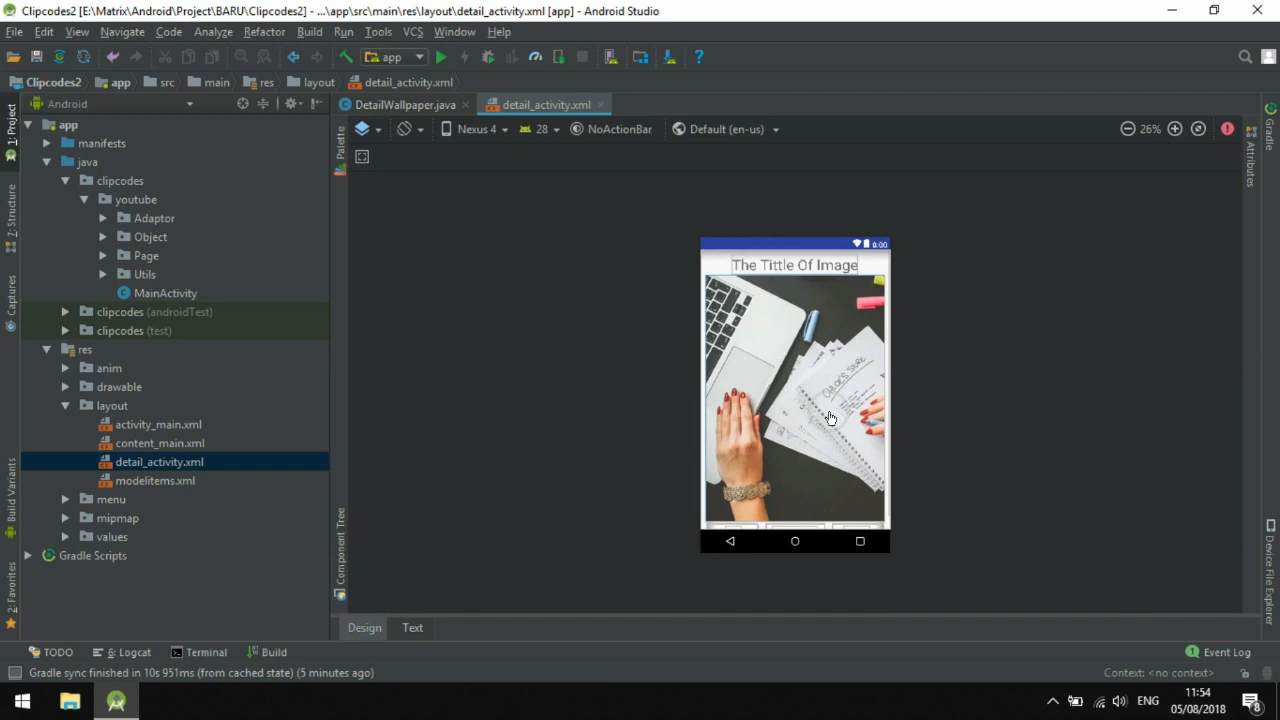 Clipcodes2 [E:\Matrix\Android\Project\BARU\Clipcodes2] - ...\app\src\main\res\layout\detail_activity.xml [app] - Android Studio
File Edit View Navigate Code Analyze Refactor Build Run Tools VCS Window Help
app
Clipcodes2 app src main res layout detail_activity.xml
Android
DetailWallpaper.java detail_activity.xml
Nexus 4 28 NoActionBar Default (en-us) 26%
1: Project
Z: Structure
Captures
Build Variants
2: Favorites
app
manifests
java
clipcodes
youtube
Adaptor
Object
Page
Utils
MainActivity
clipcodes (androidTest)
clipcodes (test)
res
anim
drawable
layout
activity_main.xml
content_main.xml
detail_activity.xml
modelitems.xml
menu
mipmap
values
Gradle Scripts
Palette
Component Tree
8:00
The Tittle Of Image
Gradle
Attributes
Device File Explorer
Design Text
TODO 6: Logcat Terminal Build 1 Event Log
Gradle sync finished in 10s 951ms (from cached state) (5 minutes ago) Context: <no context>
ENG 11:54
05/08/2018 8